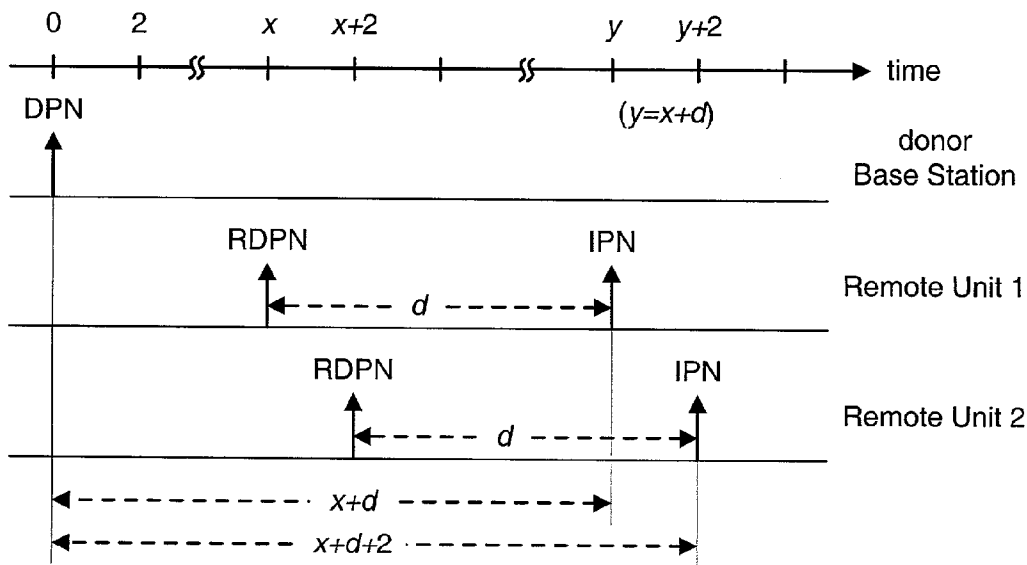 0 2 x x+2 y y+2
time
(y=x+d)
DPN
donor
Base Station
RDPN IPN
d
Remote Unit 1
RDPN IPN
d
Remote Unit 2
x+d
x+d+2